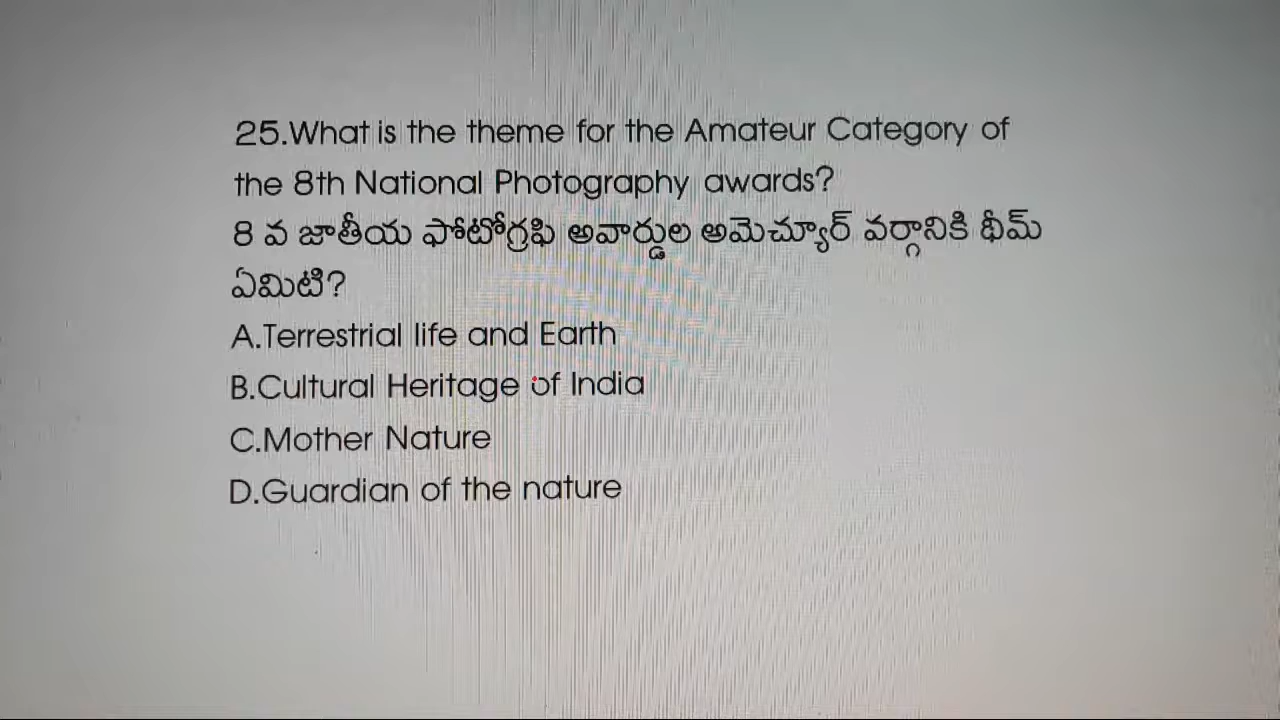 25.What is the theme for the Amateur Category of
the 8th National Photography awards?
8 వ జాతీయ ఫోటోగ్రఫి అవార్డుల అమెచ్యూర్ వర్గానికి థీమ్
ఏమిటి?
A.Terrestrial life and Earth
B.Cultural Heritage of India
C.Mother Nature
D.Guardian of the nature